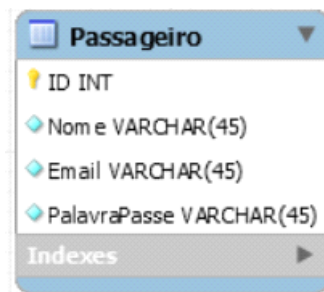 Passageiro
ID INT
Nome VARCHAR(45)
Email VARCHAR(45)
PalavraPasse VARCHAR(45)
Indexes